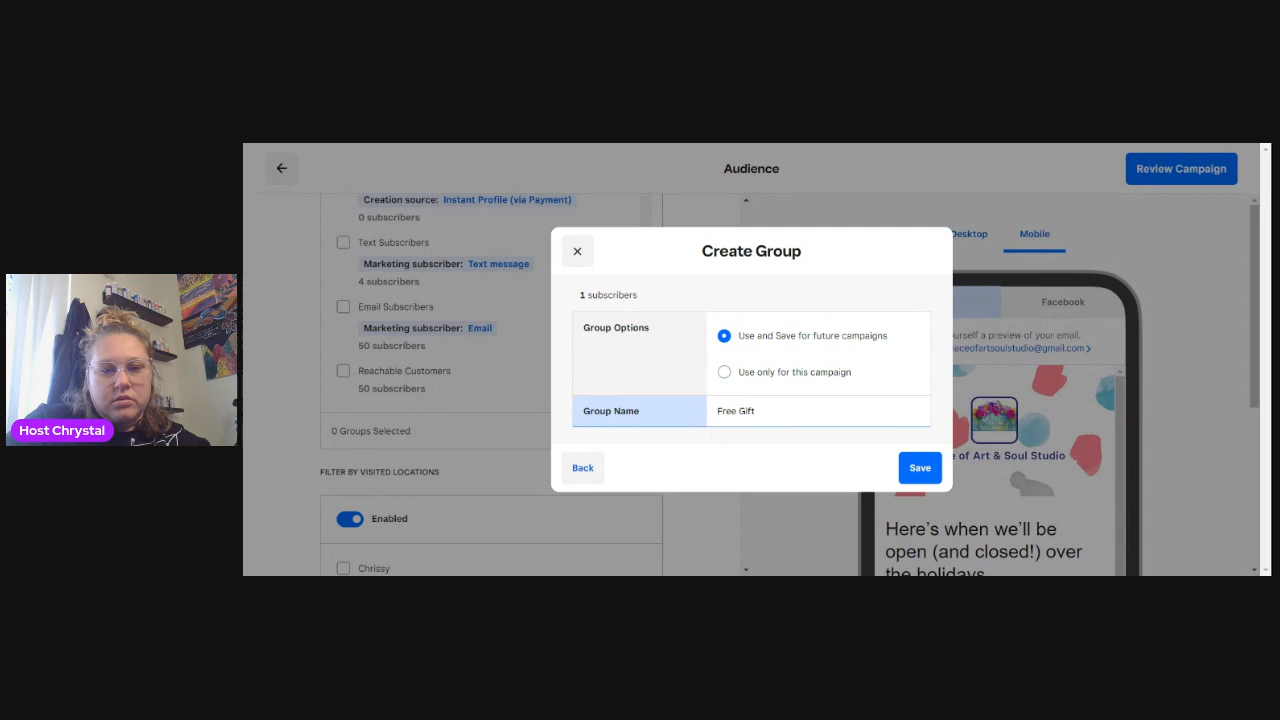 Audience
Review Campaign
Creation source: Instant Profile (via Payment)
0 subscribers
Text Subscribers
Marketing subscriber: Text message
4 subscribers
Email Subscribers
Marketing subscriber: Email
50 subscribers
Reachable Customers
50 subscribers
0 Groups Selected
FILTER BY VISITED LOCATIONS
Enabled
Chrissy
Create Group
1 subscribers
Group Options
Use and Save for future campaigns
Use only for this campaign
Group Name
Free Gift
Back
Save
Desktop
Mobile
Facebook
a preview of your email.
of Art & Soul Studio
Here's when we'll be
open (and closed!) over
the holidays
Host Chrystal